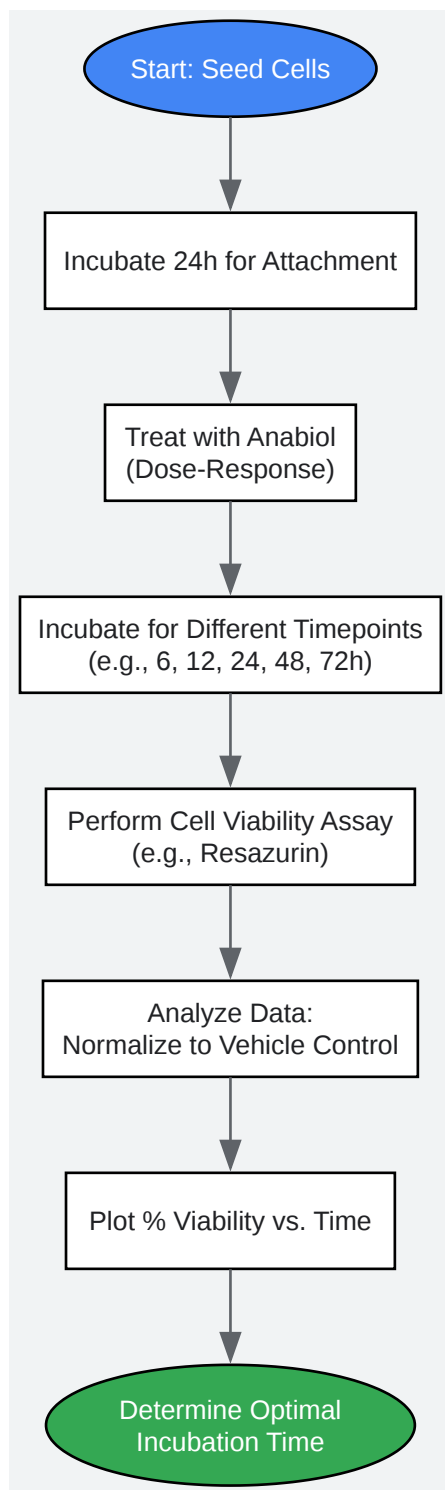 Start: Seed Cells
Incubate 24h for Attachment
Treat with Anabiol
(Dose-Response)
Incubate for Different Timepoints
(e.g., 6, 12, 24, 48, 72h)
Perform Cell Viability Assay
(e.g., Resazurin)
Analyze Data:
Normalize to Vehicle Control
Plot % Viability vs. Time
Determine Optimal
Incubation Time